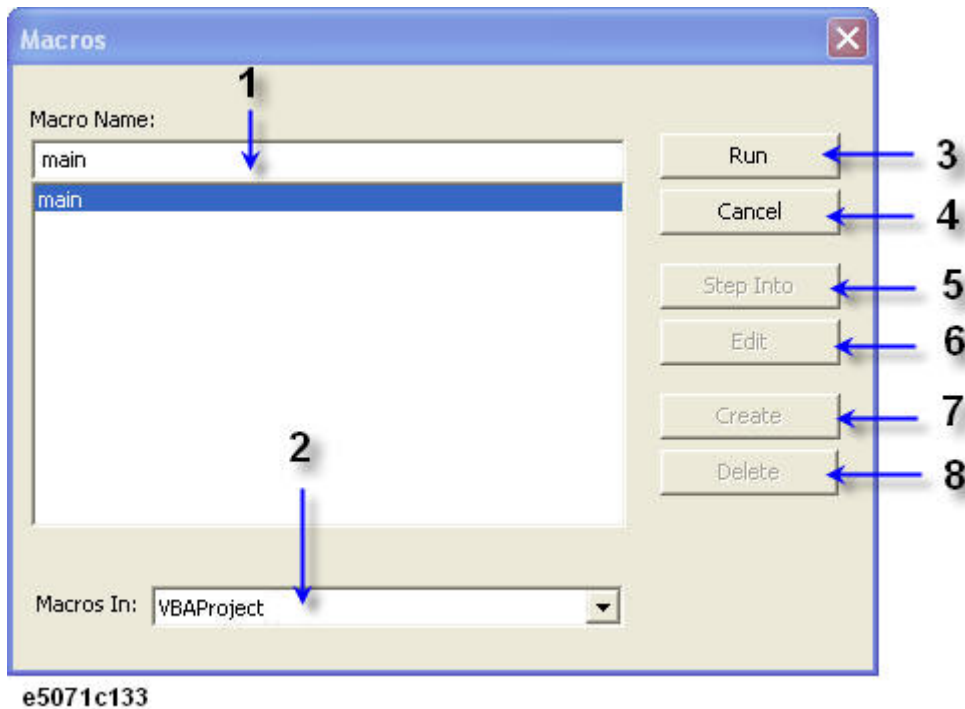 Macros
1
Macro Name:
main
main
Run
3
Cancel
4
Step Into
5
Edit
6
Create
7
Delete
8
2
Macros In:
VBAProject
e5071c133